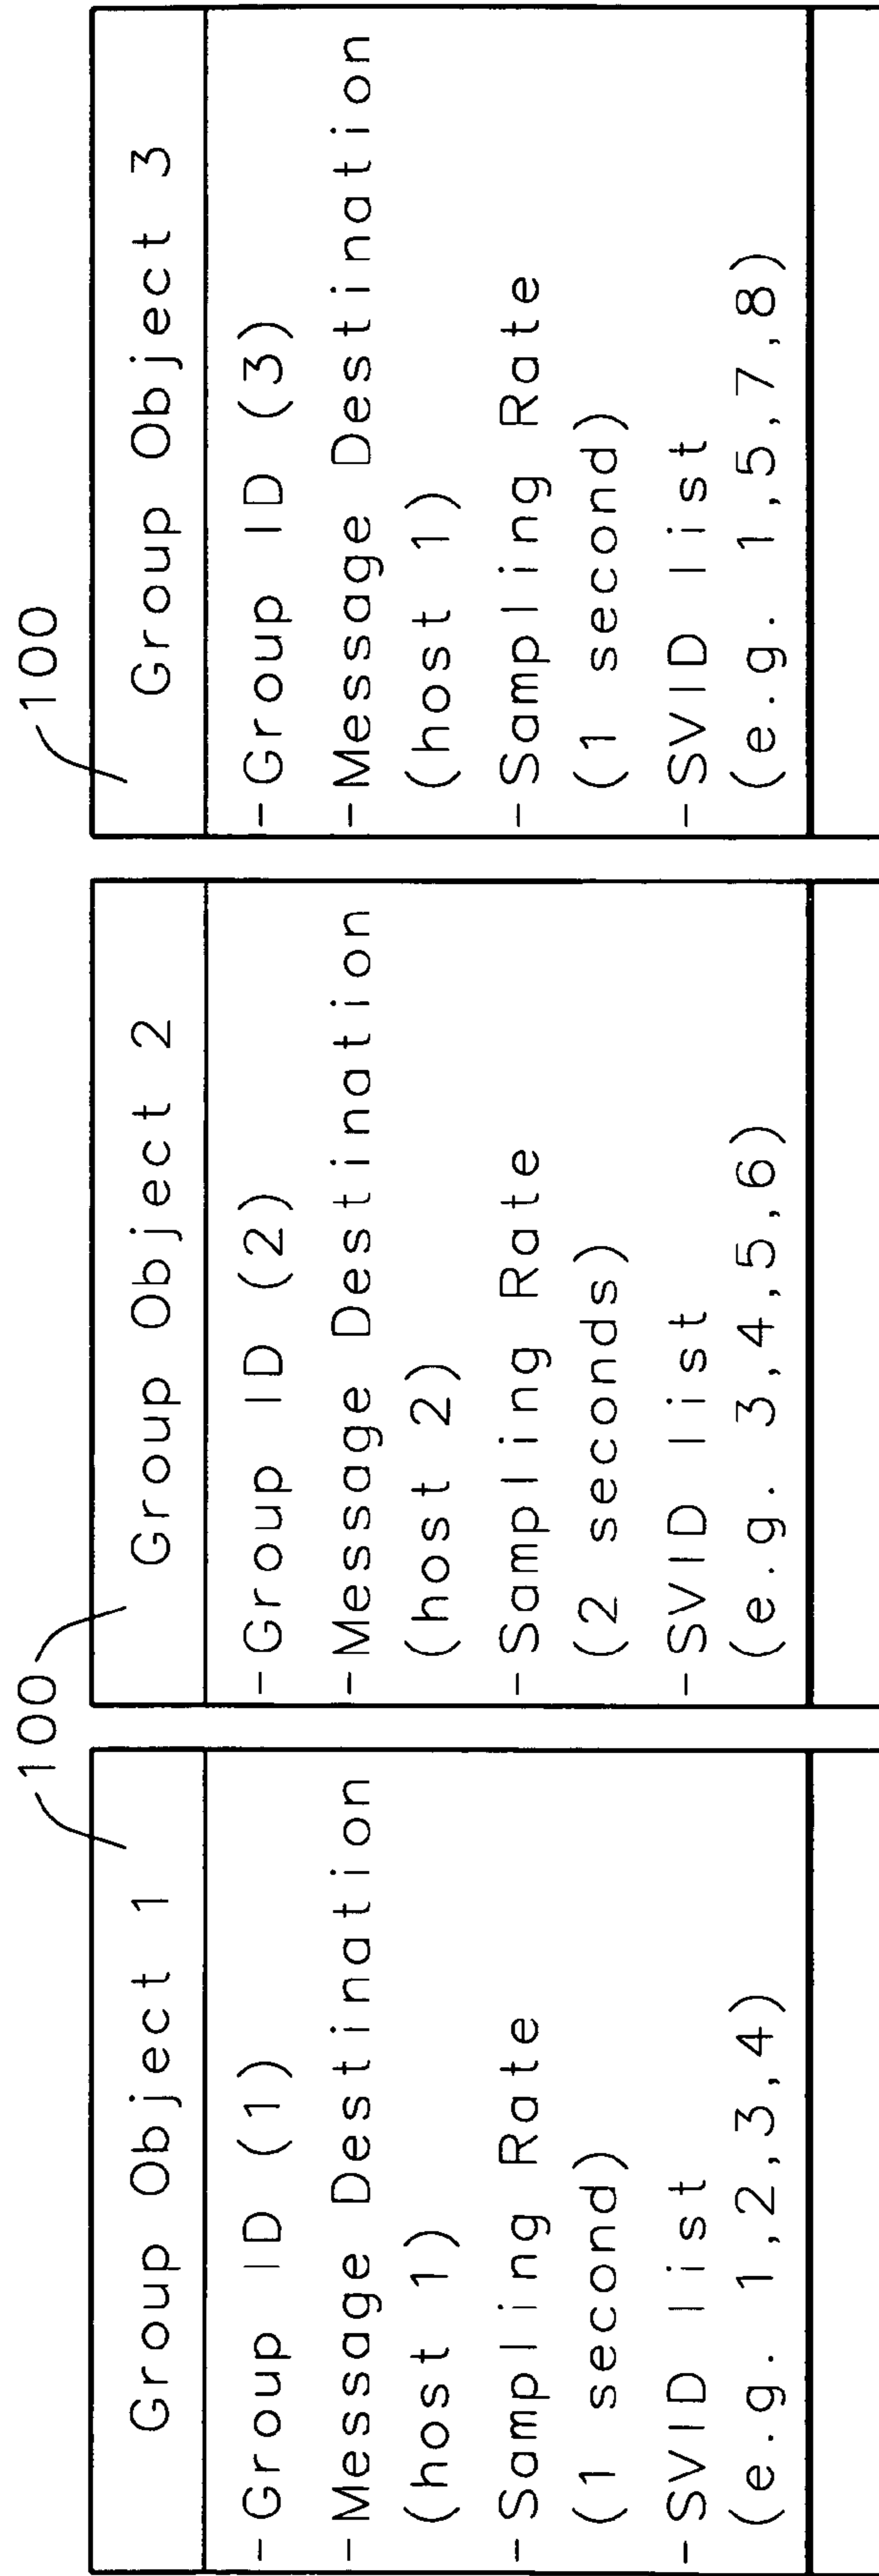 100
Group Object 1
-Group ID (1)
-Message Destination
(host 1)
-Sampling Rate
(1 second)
-SVID list
(e.g. 1,2,3,4)
Group Object 2
-Group ID (2)
-Message Destination
(host 2)
-Sampling Rate
(2 seconds)
-SVID list
(e.g. 3,4,5,6)
100
Group Object 3
-Group ID (3)
-Message Destination
(host 1)
-Sampling Rate
(1 second)
-SVID list
(e.g. 1,5,7,8)